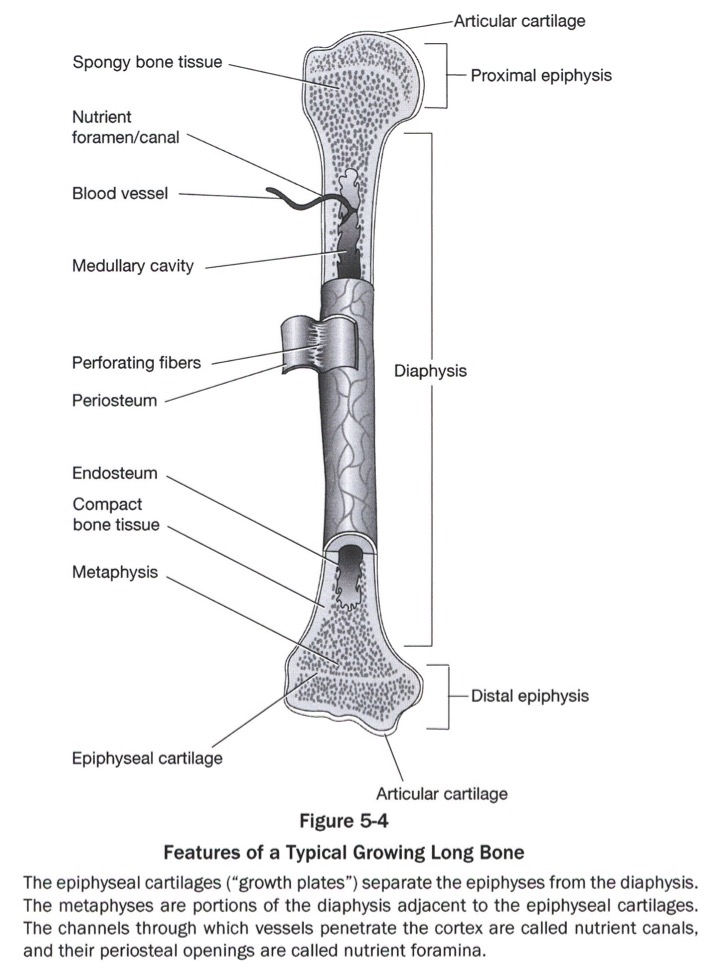 Articular cartilage
Spongy bone tissue
Proximal epiphysis
Nutrient
foramen/canal
Blood vessel
Medullary cavity
Perforating fibers
Diaphysis
Periosteum
Endosteum
Compact
bone tissue
Metaphysis
Distal epiphysis
Epiphyseal cartilage
Articular cartilage
Figure 5-4
Features of a Typical Growing Long Bone
The epiphyseal cartilages (“growth plates”) separate the epiphyses from the diaphysis.
The metaphyses are portions of the diaphysis adjacent to the epiphyseal cartilages.
The channels through which vessels penetrate the cortex are called nutrient canals,
and their periosteal openings are called nutrient foramina.